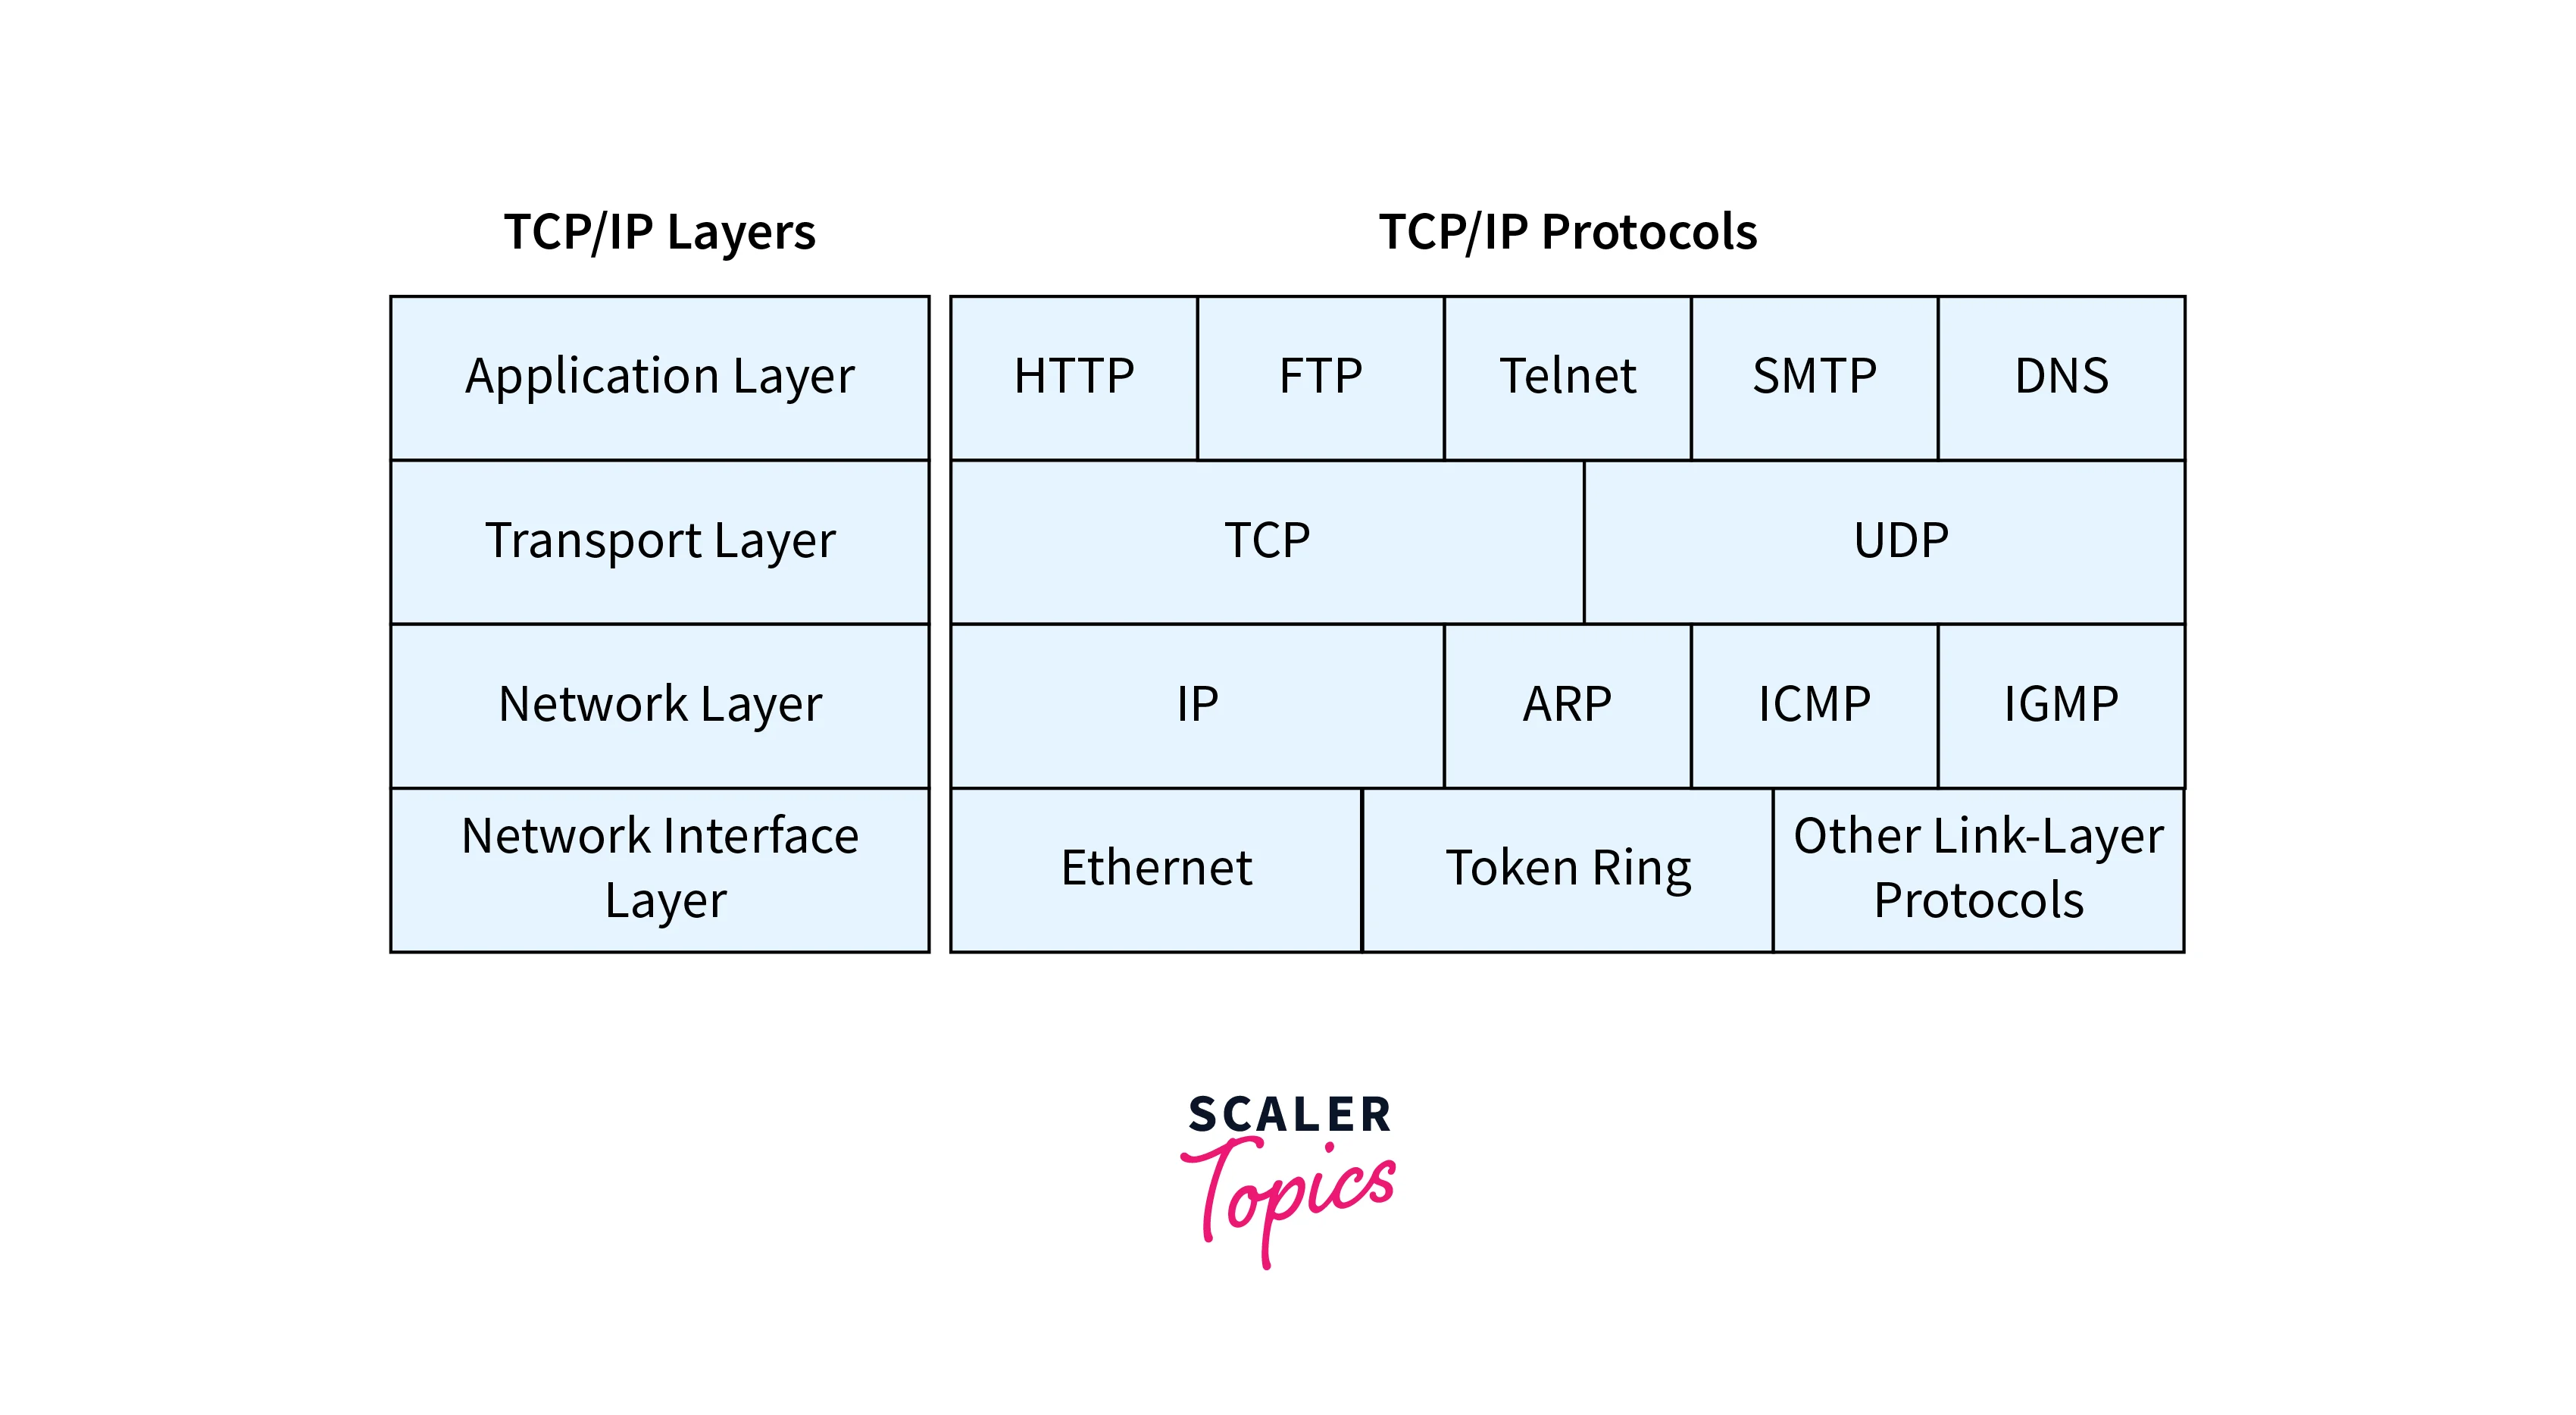 TCP/IP Layers
TCP/IP Protocols
Application Layer
HTTP
FTP
Telnet
SMTP
DNS
Transport Layer
TCP
UDP
Network Layer
IP
ARP
ICMP
IGMP
Network Interface
Layer
Ethernet
Token Ring
Other Link-Layer
Protocols
SCALER
Topics